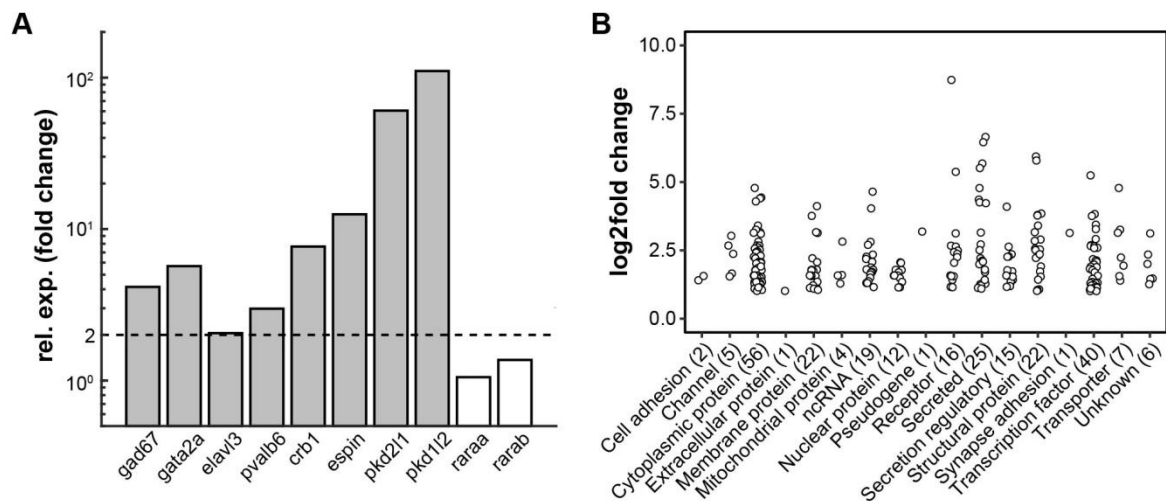 A
rel. exp. (fold change)
10²
10¹
2
10⁰
gad67
gata2a
elavl3
pvalb6
crb1
espin
pkd2l1
pkd1l2
raraa
rarab
B
log2fold change
10.0
7.5
5.0
2.5
0.0
Cell adhesion (2)
Channel (5)
Cytoplasmic protein (56)
Extracellular protein (1)
Membrane protein (22)
Mitochondrial protein (4)
ncRNA (19)
Nuclear protein (12)
Pseudogene (1)
Receptor (16)
Secreted (25)
Secretion regulatory (15)
Structural protein (22)
Synapse adhesion (1)
Transcription factor (40)
Transporter (7)
Unknown (6)